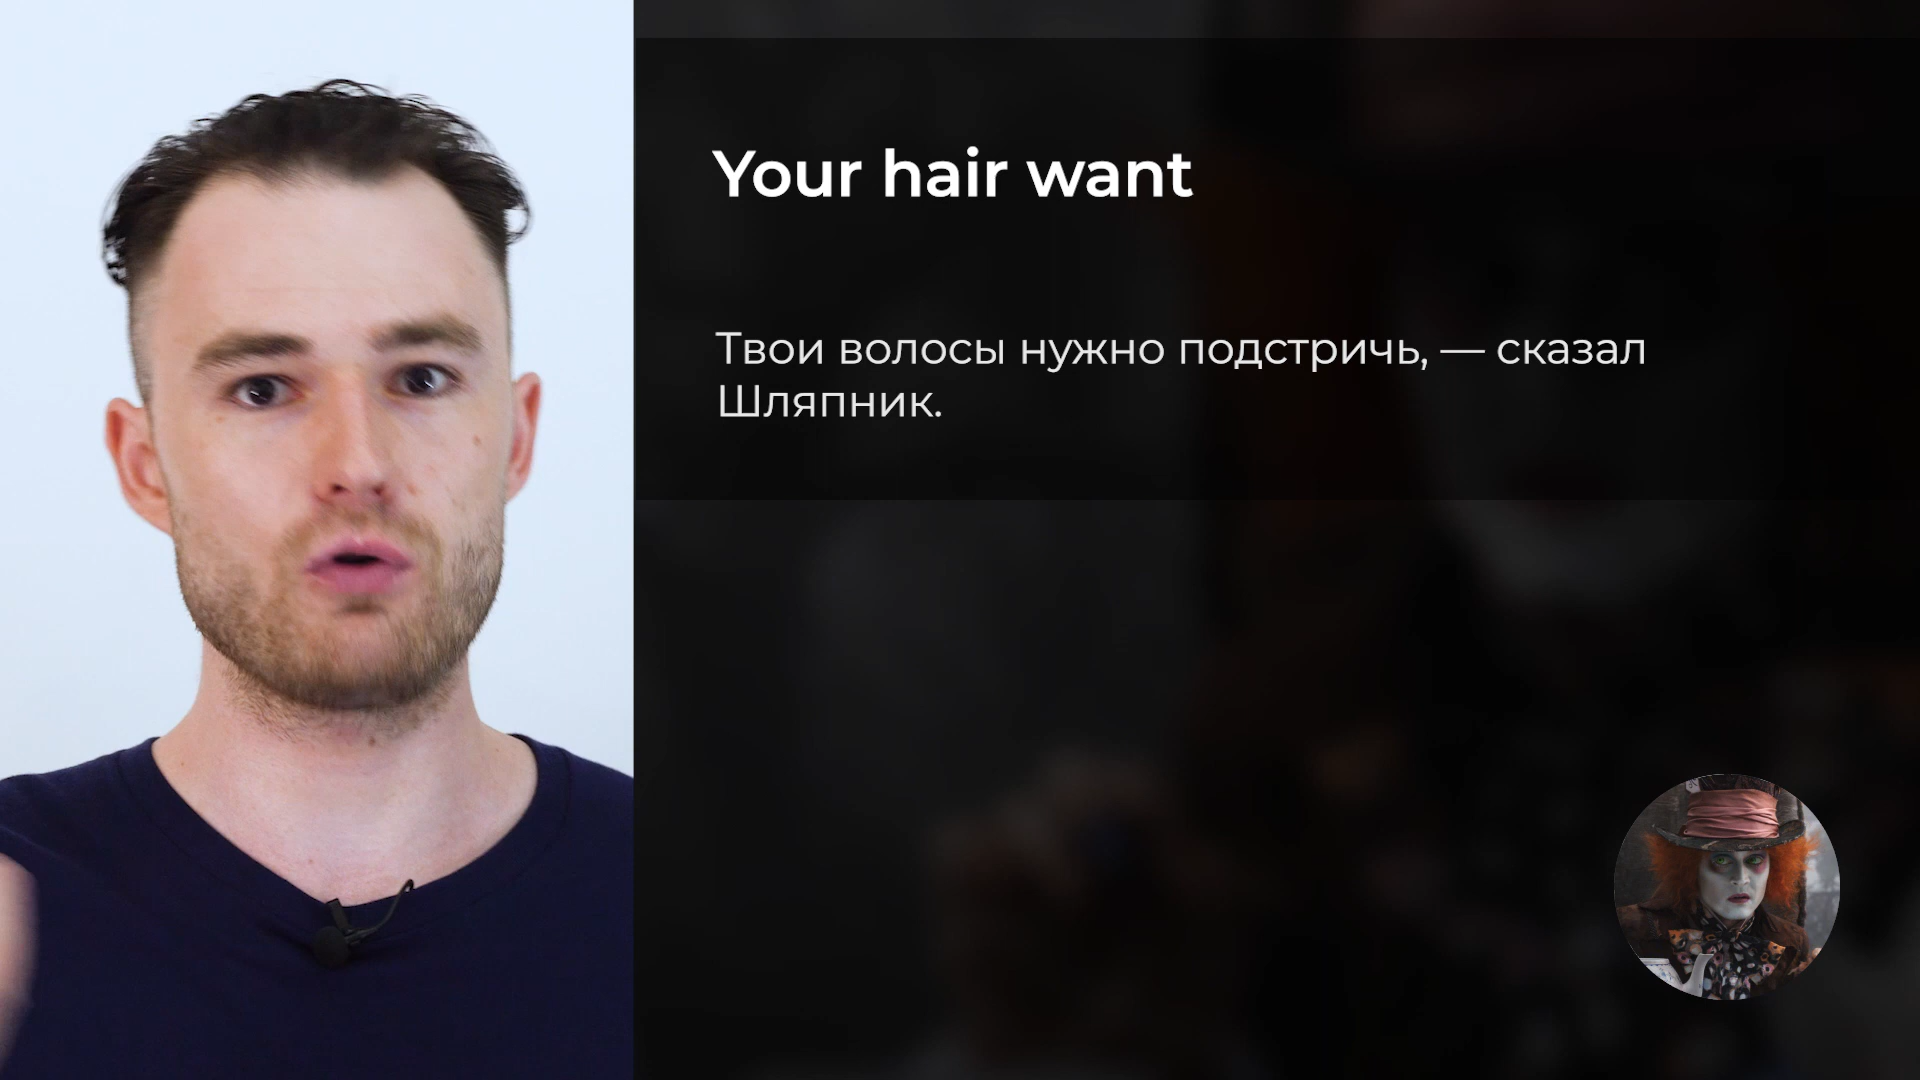 Your hair want
Твои волосы нужно подстричь, — сказал
Шляпник.